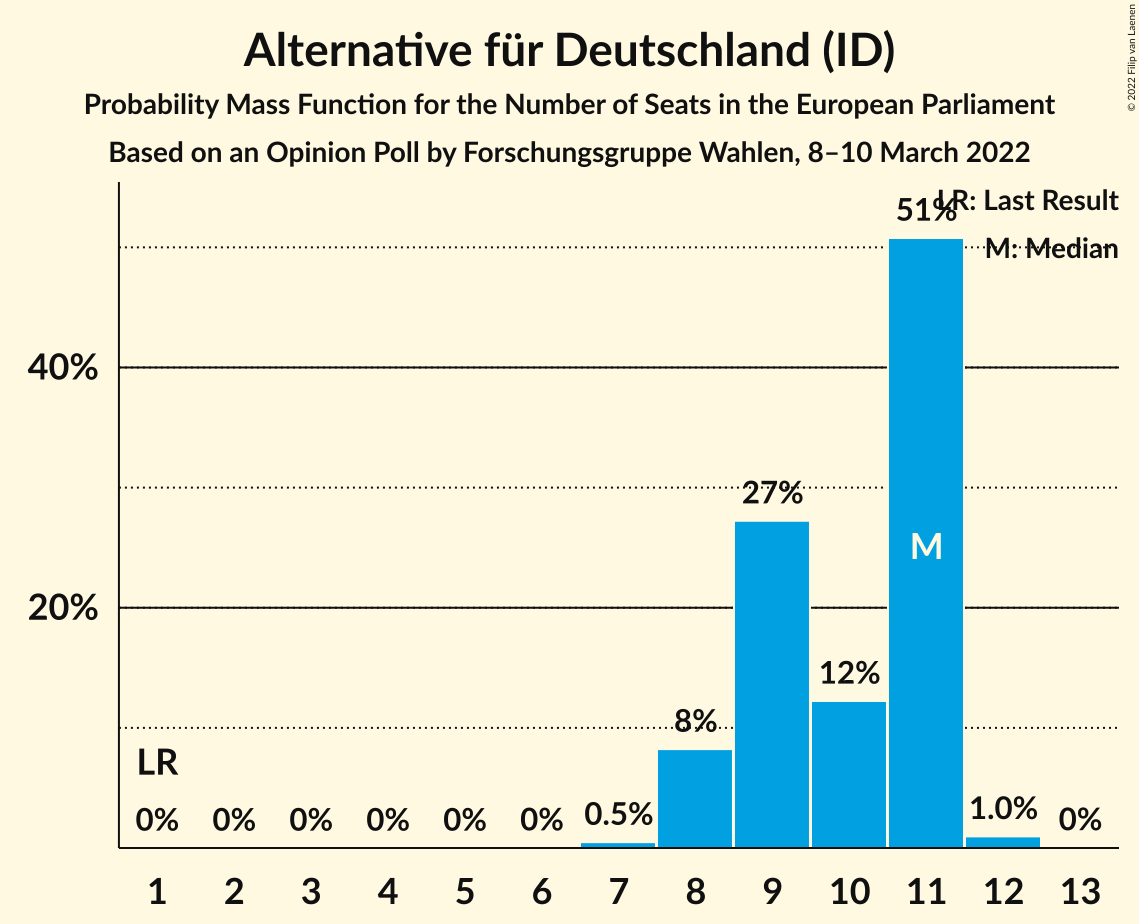 Alternative für Deutschland (ID)
Probability Mass Function for the Number of Seats in the European Parliament
Based on an Opinion Poll by Forschungsgruppe Wahlen, 8–10 March 2022
© 2022 Filip van Laenen
LR: Last Result
M: Median
51%
40%
27%
M
20%
12%
8%
LR
0% 0% 0% 0% 0% 0% 0.5% 1.0% 0%
1 2 3 4 5 6 7 8 9 10 11 12 13